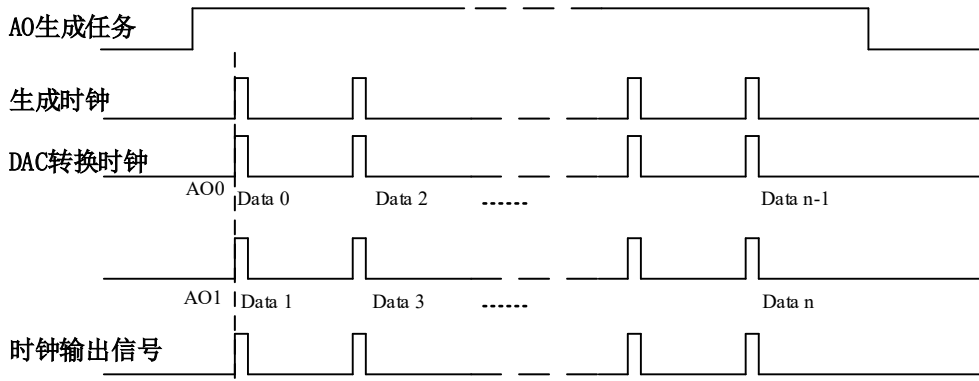 AO生成任务
生成时钟
DAC转换时钟
AO0 Data 0 Data 2 ...... Data n-1
AO1 Data 1 Data 3 ...... Data n
时钟输出信号